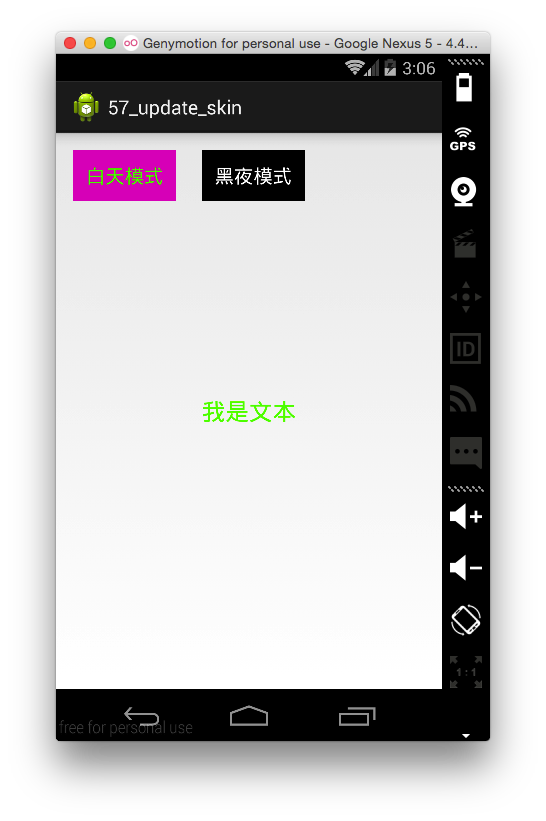 Genymotion for personal use - Google Nexus 5 - 4.4…
3:06
57_update_skin
GPS
白天模式
黑夜模式
ID
我是文本
1:1
free for personal use